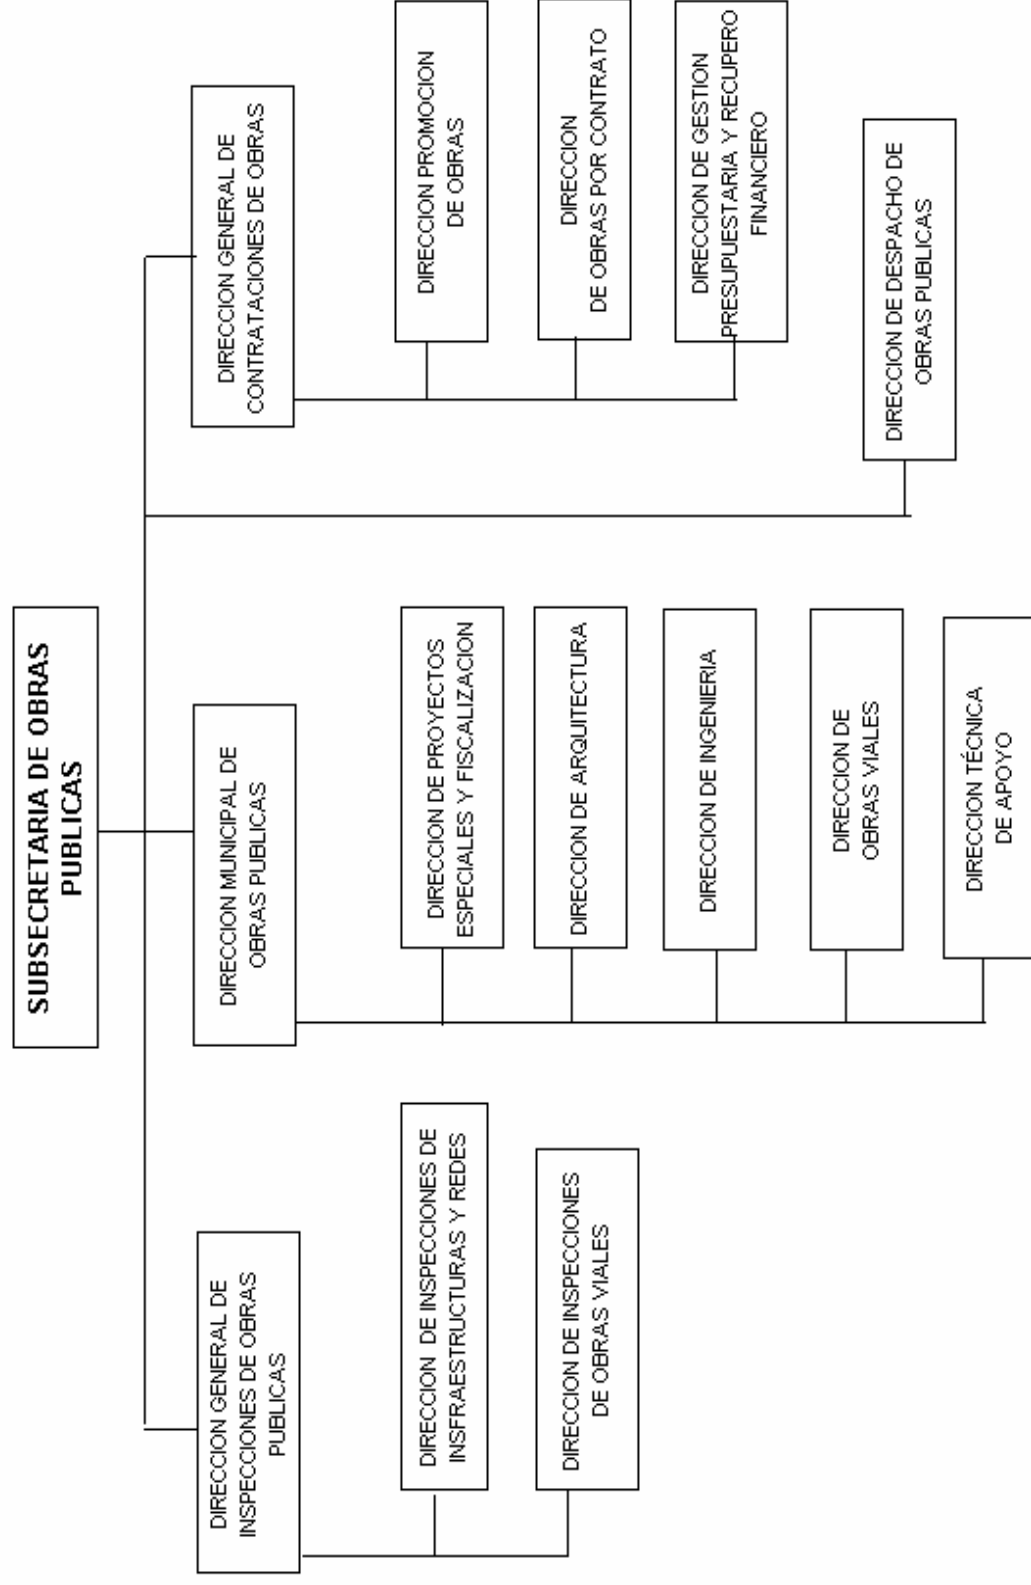 SUBSECRETARIA DE OBRAS
PUBLICAS
DIRECCION GENERAL DE
INSPECCIONES DE OBRAS
PUBLICAS
DIRECCION  DE INSPECCIONES DE
INSFRAESTRUCTURAS Y REDES
DIRECCION DE INSPECCIONES
DE OBRAS VIALES
DIRECCION MUNICIPAL DE
OBRAS PUBLICAS
DIRECCION DE PROYECTOS
ESPECIALES Y FISCALIZACION
DIRECCION DE ARQUITECTURA
DIRECCION DE INGENIERIA
DIRECCION DE
OBRAS VIALES
DIRECCION TÉCNICA
DE APOYO
DIRECCION GENERAL DE
CONTRATACIONES DE OBRAS
DIRECCION PROMOCION
DE OBRAS
DIRECCION
DE OBRAS POR CONTRATO
DIRECCION DE GESTION
PRESUPUESTARIA Y RECUPERO
FINANCIERO
DIRECCION DE DESPACHO DE
OBRAS PUBLICAS